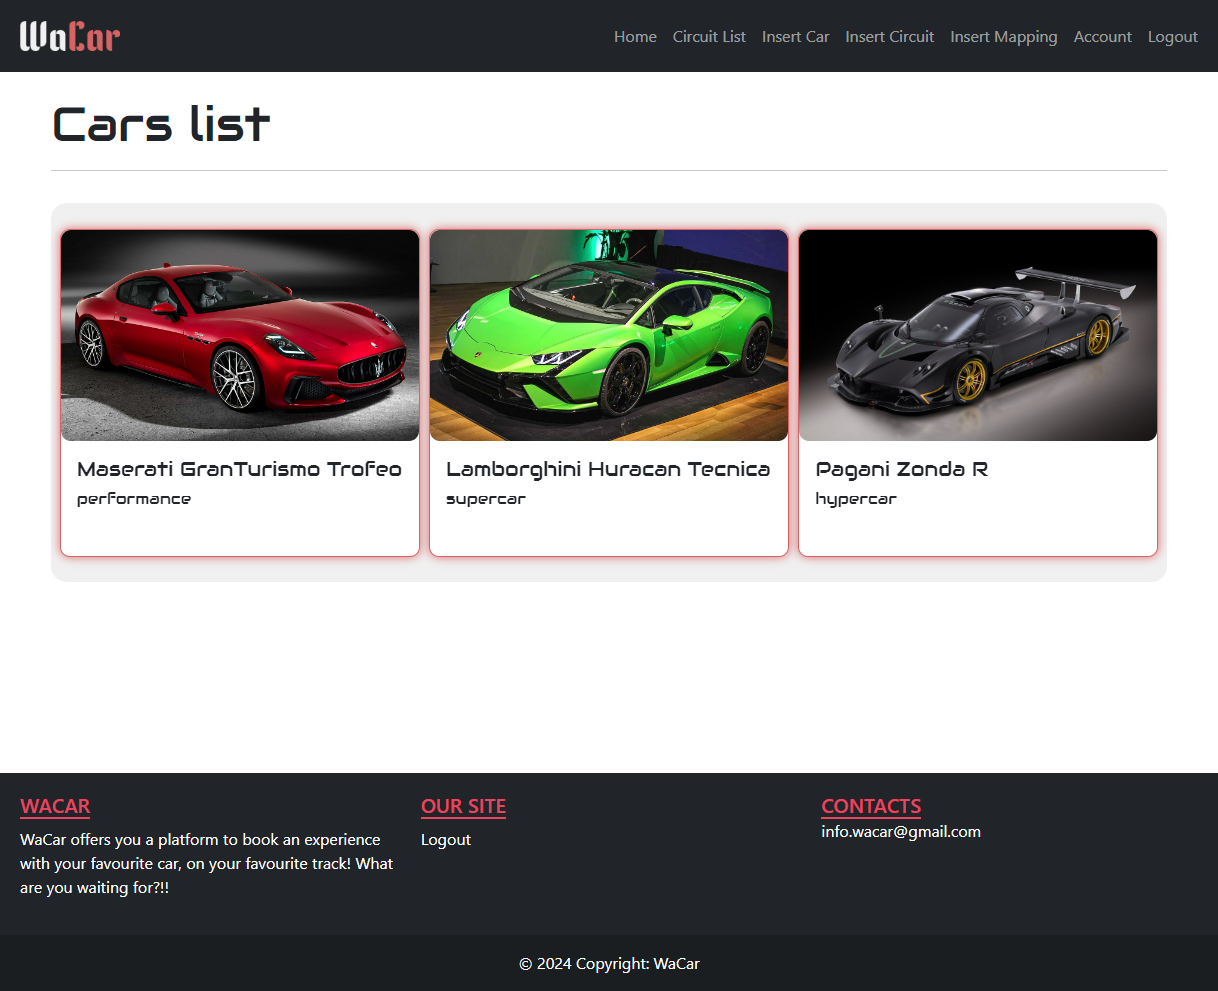 WaCar
Home Circuit List Insert Car Insert Circuit Insert Mapping Account Logout
Cars list
Maserati GranTurismo Trofeo
performance
Lamborghini Huracan Tecnica
supercar
Pagani Zonda R
hypercar
WACAR
WaCar offers you a platform to book an experience
with your favourite car, on your favourite track! What
are you waiting for?!!
OUR SITE
Logout
CONTACTS
info.wacar@gmail.com
© 2024 Copyright: WaCar